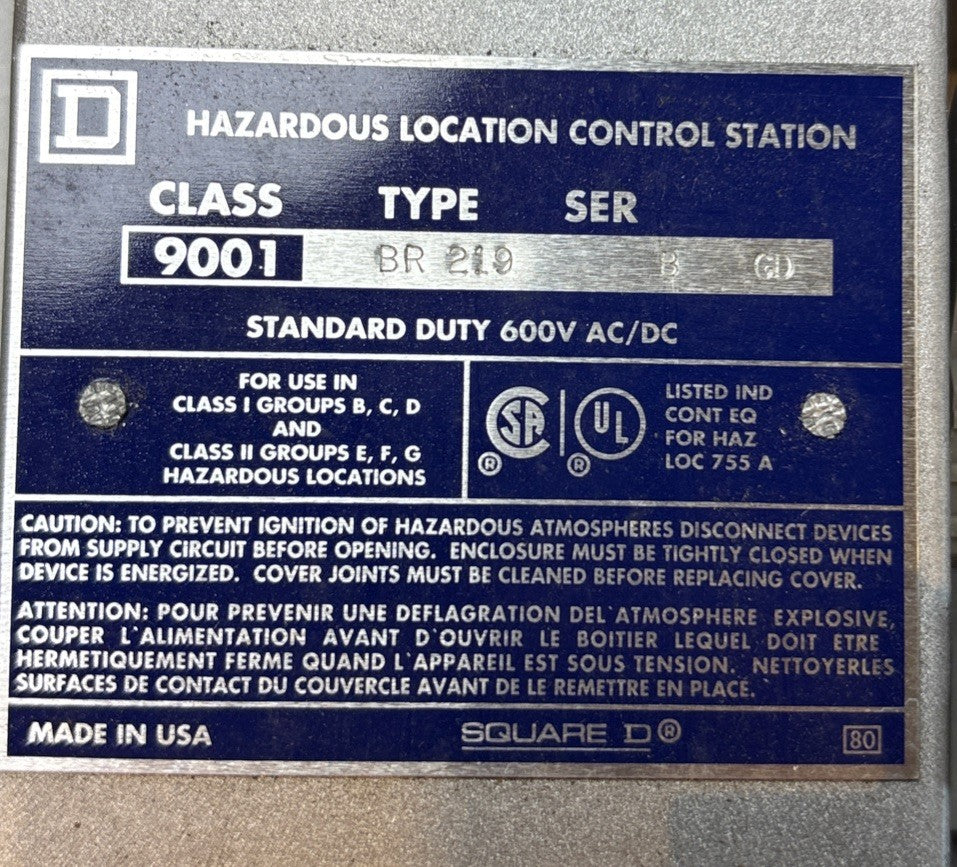 D
HAZARDOUS LOCATION CONTROL STATION
CLASS TYPE SER
9001 BR 219 B GD
STANDARD DUTY 600V AC/DC
FOR USE IN
CLASS I GROUPS B, C, D
AND
CLASS II GROUPS E, F, G
HAZARDOUS LOCATIONS
SA ®
UL ®
LISTED IND
CONT EQ
FOR HAZ
LOC 755 A
CAUTION: TO PREVENT IGNITION OF HAZARDOUS ATMOSPHERES DISCONNECT DEVICES
FROM SUPPLY CIRCUIT BEFORE OPENING. ENCLOSURE MUST BE TIGHTLY CLOSED WHEN
DEVICE IS ENERGIZED. COVER JOINTS MUST BE CLEANED BEFORE REPLACING COVER.
ATTENTION: POUR PREVENIR UNE DEFLAGRATION DEL'ATMOSPHERE EXPLOSIVE,
COUPER L'ALIMENTATION AVANT D'OUVRIR LE BOITIER LEQUEL DOIT ETRE
HERMETIQUEMENT FERME QUAND L'APPAREIL EST SOUS TENSION. NETTOYERLES
SURFACES DE CONTACT DU COUVERCLE AVANT DE LE REMETTRE EN PLACE.
MADE IN USA SQUARE D ® 80